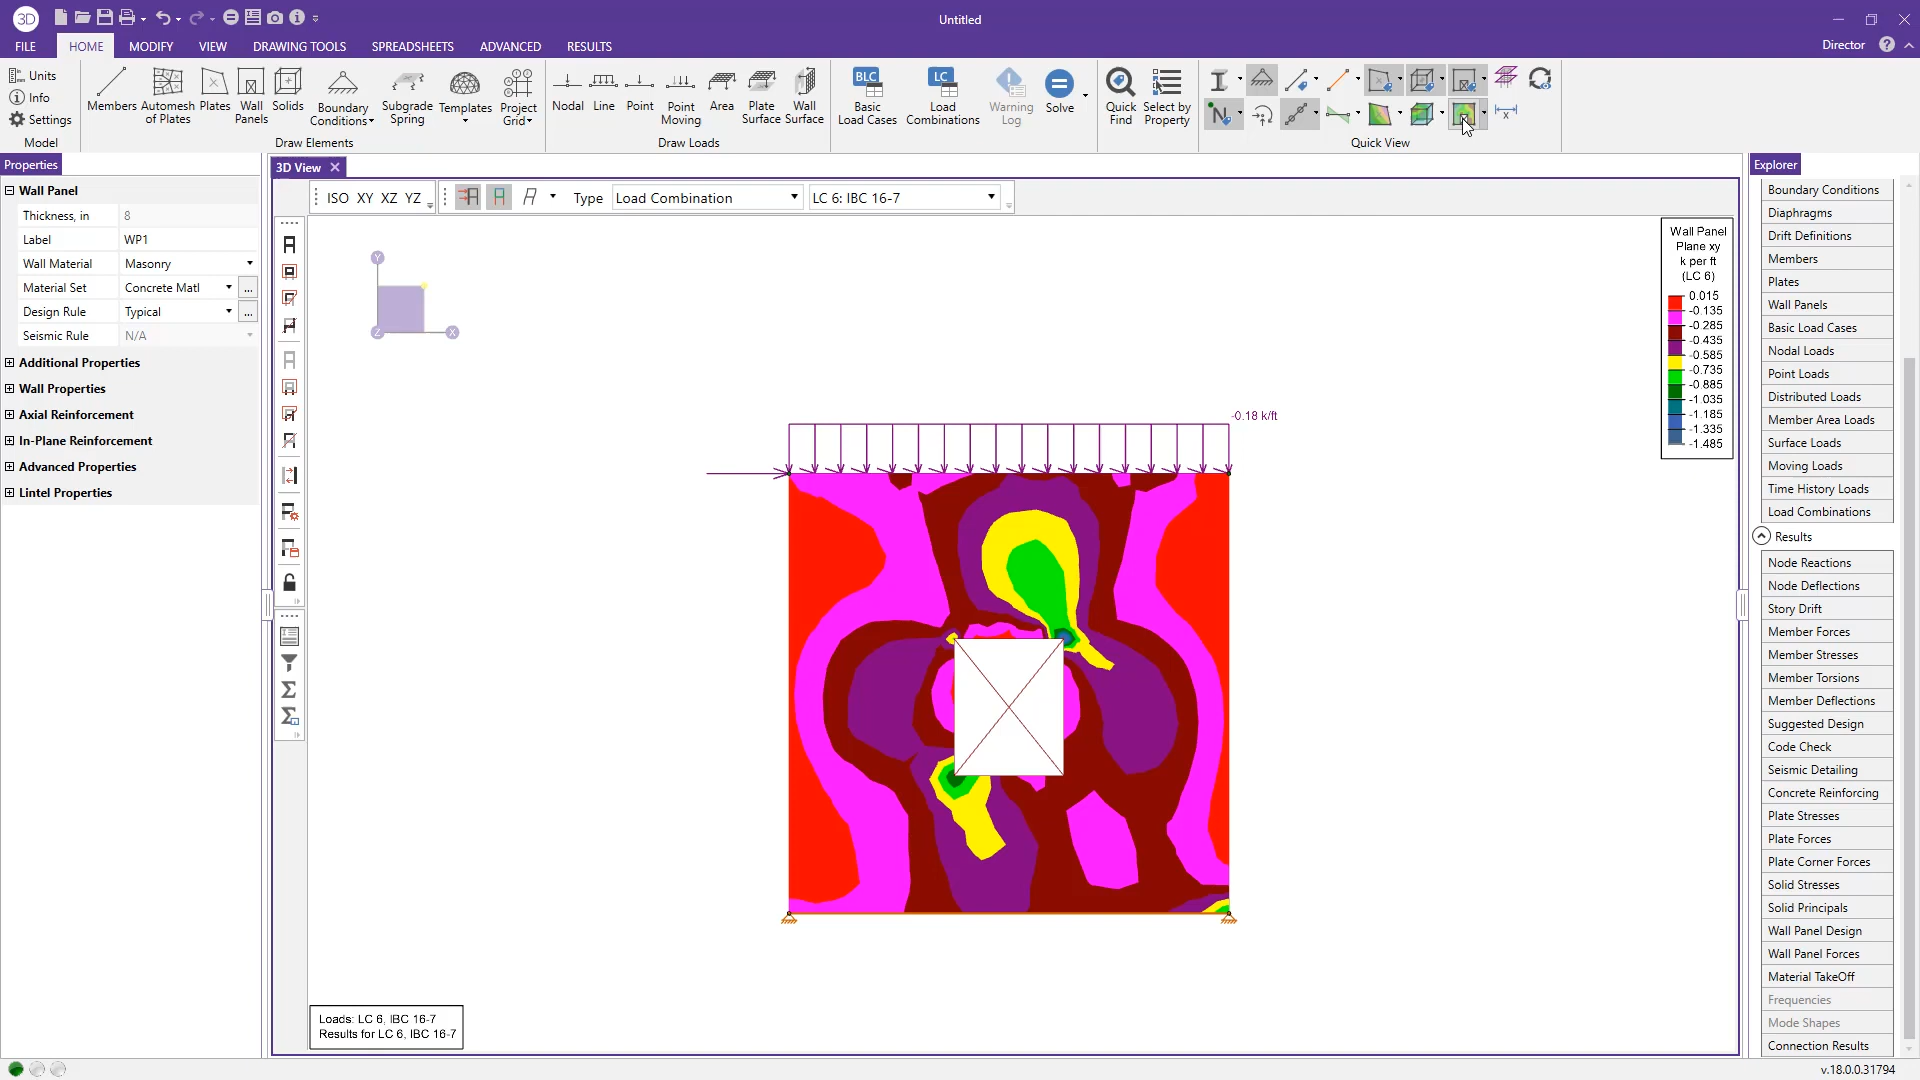 3D
Untitled
FILE
HOME
MODIFY
VIEW
DRAWING TOOLS
SPREADSHEETS
ADVANCED
RESULTS
Director
Units
Info
Settings
Model
Members
Automesh of Plates
Plates
Wall Panels
Solids
Boundary Conditions
Subgrade Spring
Templates
Project Grid
Draw Elements
Nodal
Line
Point
Point Moving
Area
Plate Surface
Wall Surface
Draw Loads
BLC
Basic Load Cases
LC
Load Combinations
Warning Log
Solve
Quick Find
Select by Property
Quick View
Properties
Wall Panel
Thickness, in 8
Label WP1
Wall Material Masonry
Material Set Concrete Matl ...
Design Rule Typical ...
Seismic Rule N/A
Additional Properties
Wall Properties
Axial Reinforcement
In-Plane Reinforcement
Advanced Properties
Lintel Properties
3D View
ISO XY XZ YZ
Type
Load Combination
LC 6: IBC 16-7
Y
Z
X
-0.18 k/ft
Wall Panel
Plane xy
k per ft
(LC 6)
0.015
-0.135
-0.285
-0.435
-0.585
-0.735
-0.885
-1.035
-1.185
-1.335
-1.485
Loads: LC 6, IBC 16-7
Results for LC 6, IBC 16-7
Explorer
Boundary Conditions
Diaphragms
Drift Definitions
Members
Plates
Wall Panels
Basic Load Cases
Nodal Loads
Point Loads
Distributed Loads
Member Area Loads
Surface Loads
Moving Loads
Time History Loads
Load Combinations
Results
Node Reactions
Node Deflections
Story Drift
Member Forces
Member Stresses
Member Torsions
Member Deflections
Suggested Design
Code Check
Seismic Detailing
Concrete Reinforcing
Plate Stresses
Plate Forces
Plate Corner Forces
Solid Stresses
Solid Principals
Wall Panel Design
Wall Panel Forces
Material TakeOff
Frequencies
Mode Shapes
Connection Results
v.18.0.0.31794